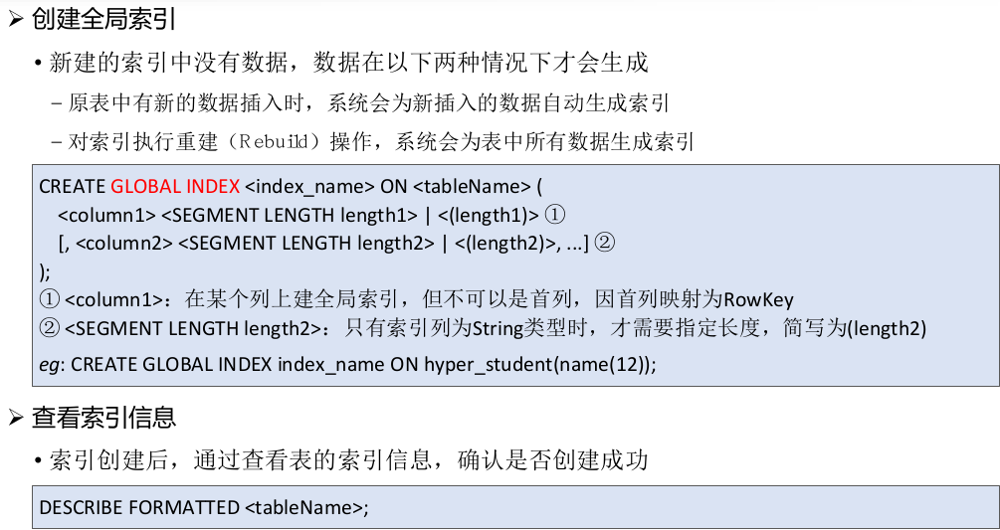 ➢ 创建全局索引
• 新建的索引中没有数据，数据在以下两种情况下才会生成
– 原表中有新的数据插入时，系统会为新插入的数据自动生成索引
– 对索引执行重建（Rebuild）操作，系统会为表中所有数据生成索引
CREATE GLOBAL INDEX <index_name> ON <tableName> (
<column1> <SEGMENT LENGTH length1> | <(length1)> ①
[, <column2> <SEGMENT LENGTH length2> | <(length2)>, ...] ②
);
① <column1>：在某个列上建全局索引，但不可以是首列，因首列映射为RowKey
② <SEGMENT LENGTH length2>：只有索引列为String类型时，才需要指定长度，简写为(length2)
eg: CREATE GLOBAL INDEX index_name ON hyper_student(name(12));
➢ 查看索引信息
• 索引创建后，通过查看表的索引信息，确认是否创建成功
DESCRIBE FORMATTED <tableName>;